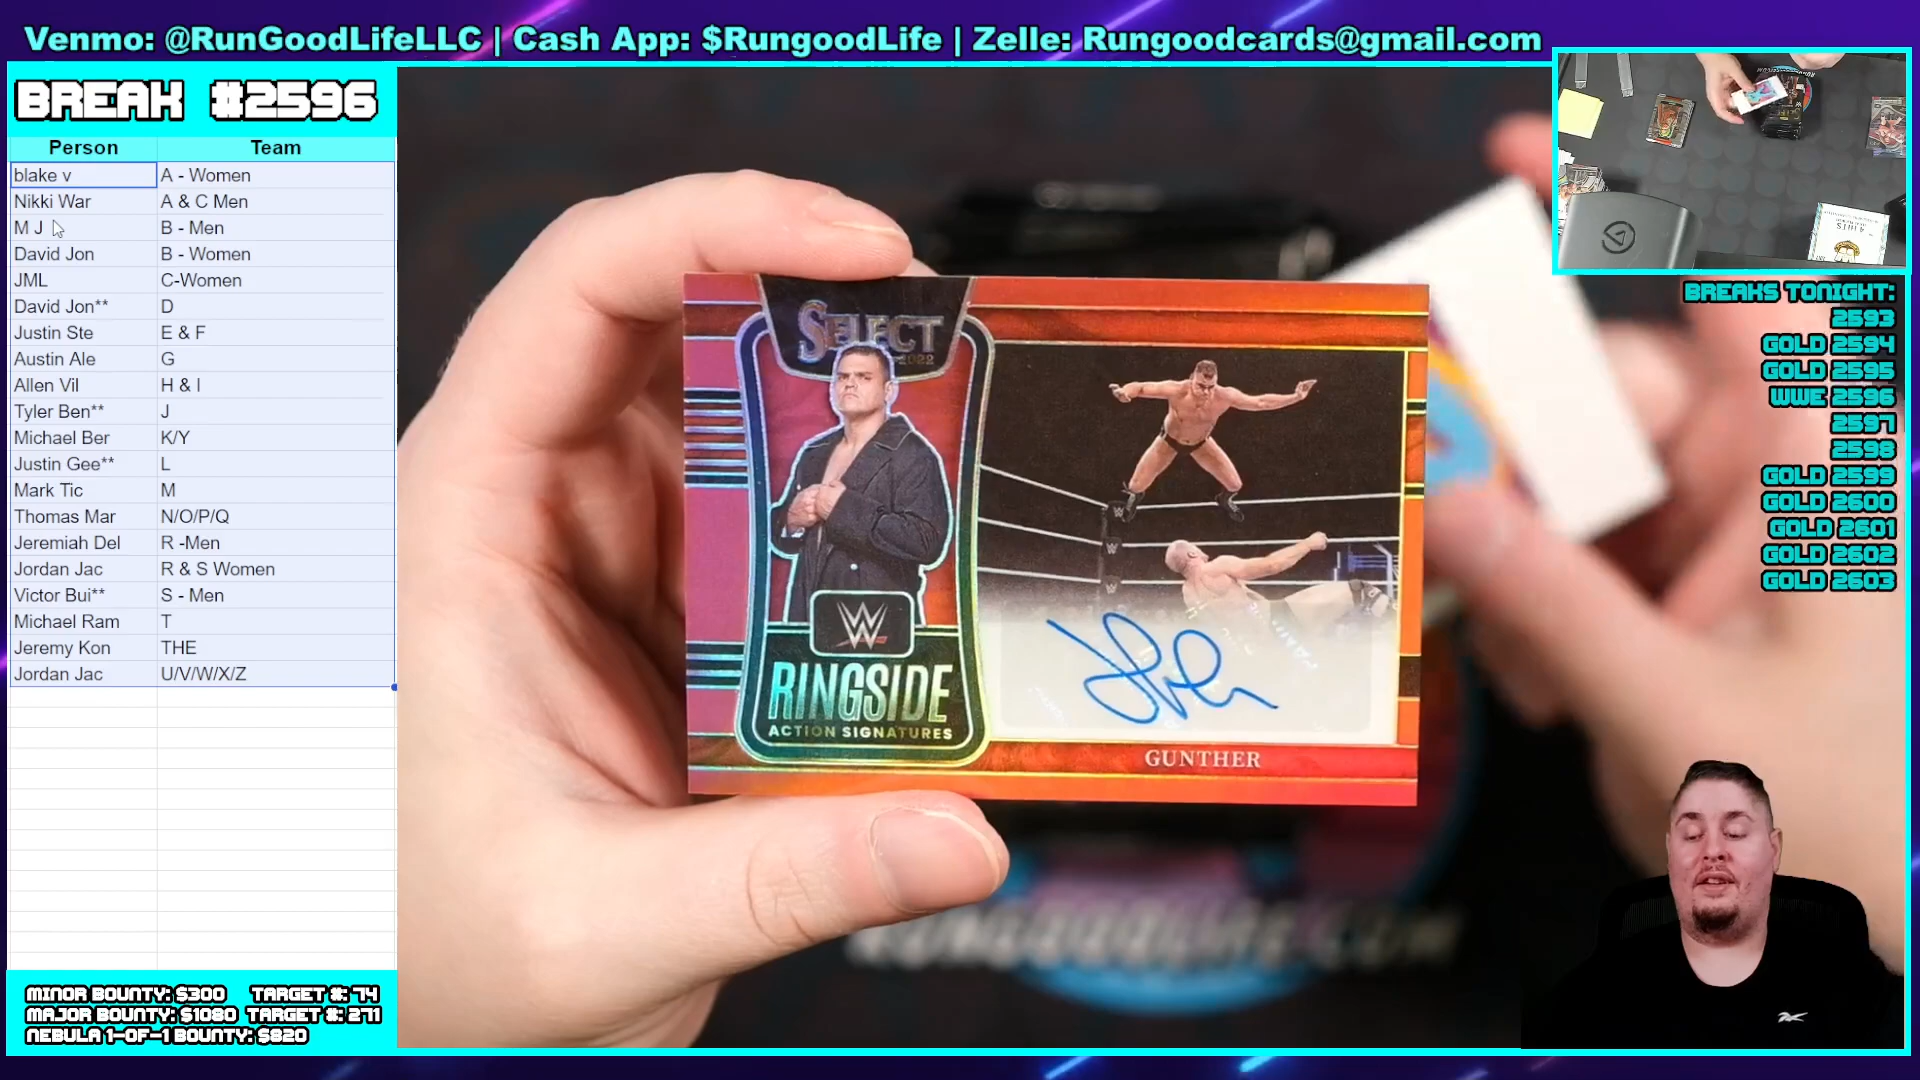 Venmo: @RunGoodLifeLLC | Cash App: $RungoodLife | Zelle: Rungoodcards@gmail.com
BREAK #2596
Person Team
blake v A - Women
Nikki War A & C Men
M J B - Men
David Jon B - Women
JML C-Women
David Jon** D
Justin Ste E & F
Austin Ale G
Allen Vil H & I
Tyler Ben** J
Michael Ber K/Y
Justin Gee** L
Mark Tic M
Thomas Mar N/O/P/Q
Jeremiah Del R -Men
Jordan Jac R & S Women
Victor Bui** S - Men
Michael Ram T
Jeremy Kon THE
Jordan Jac U/V/W/X/Z
MINOR BOUNTY: $300 TARGET #: 74
MAJOR BOUNTY: $1080 TARGET #: 271
NEBULA 1-OF-1 BOUNTY: $820
SELECT
2022
W
RINGSIDE
ACTION SIGNATURES
GUNTHER
RUNGOODLIFE.COM
BREAKS TONIGHT:
2593
GOLD 2594
GOLD 2595
WWE 2596
2597
2598
GOLD 2599
GOLD 2600
GOLD 2601
GOLD 2602
GOLD 2603